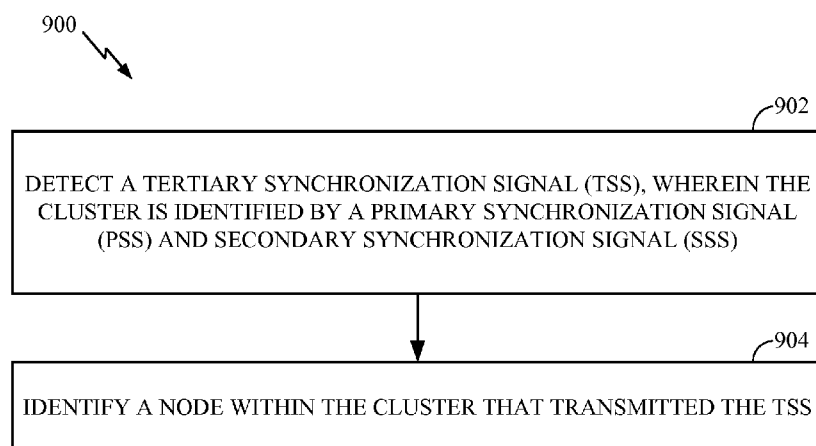 900
902
DETECT A TERTIARY SYNCHRONIZATION SIGNAL (TSS), WHEREIN THE
CLUSTER IS IDENTIFIED BY A PRIMARY SYNCHRONIZATION SIGNAL
(PSS) AND SECONDARY SYNCHRONIZATION SIGNAL (SSS)
904
IDENTIFY A NODE WITHIN THE CLUSTER THAT TRANSMITTED THE TSS